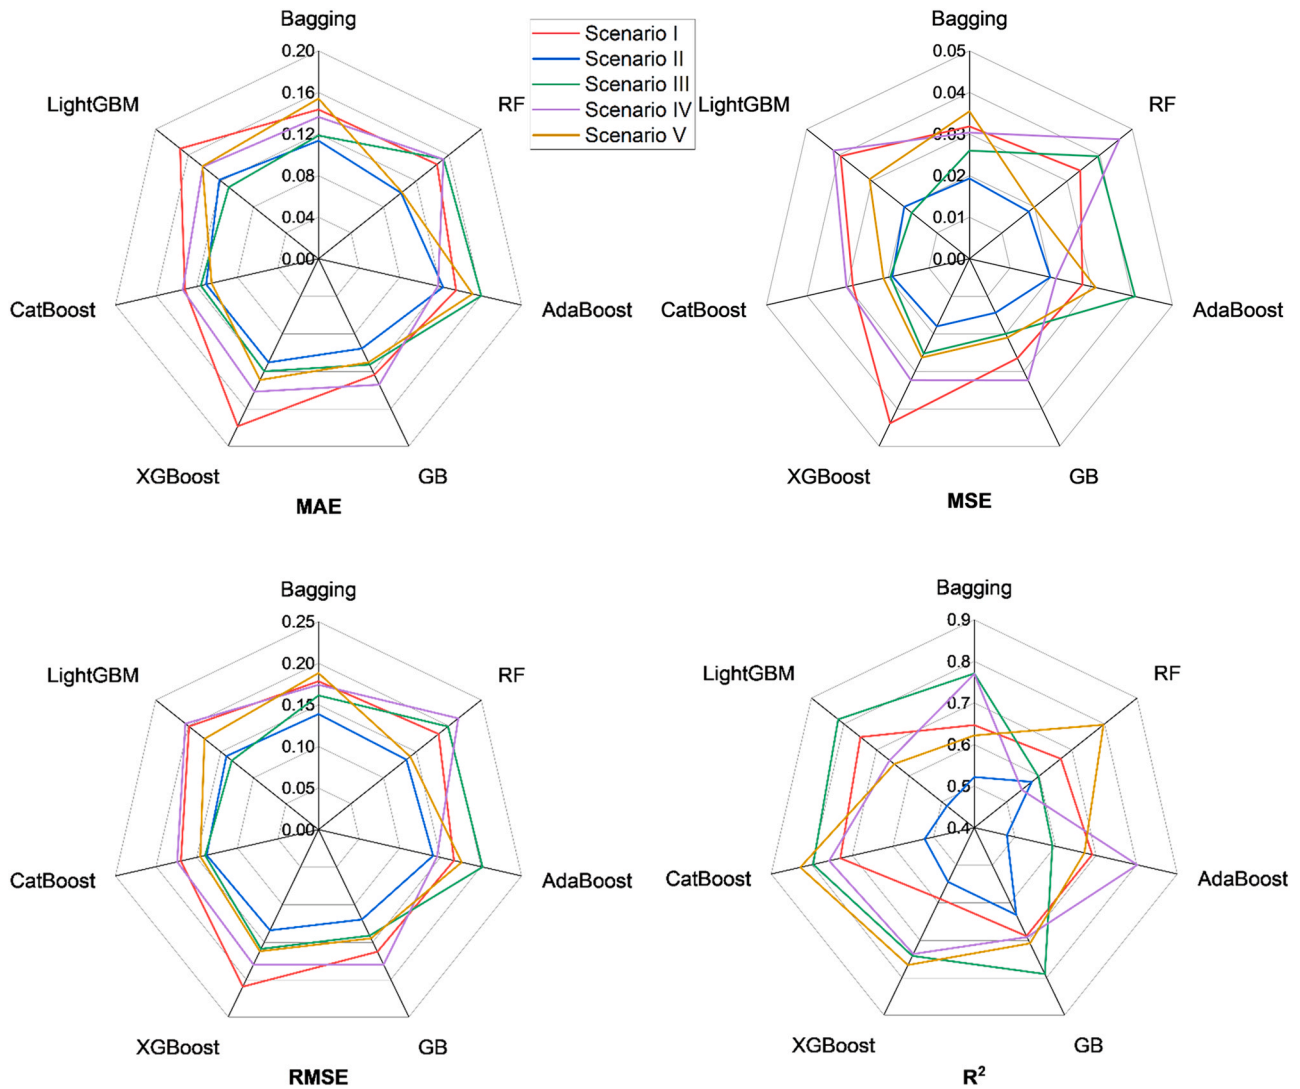 Bagging
0.20
0.16
0.12
0.08
0.04
0.00
LightGBM
RF
CatBoost
AdaBoost
XGBoost
GB
MAE
Scenario I
Scenario II
Scenario III
Scenario IV
Scenario V
Bagging
0.05
0.04
0.03
0.02
0.01
0.00
LightGBM
RF
CatBoost
AdaBoost
XGBoost
GB
MSE
Bagging
0.25
0.20
0.15
0.10
0.05
0.00
LightGBM
RF
CatBoost
AdaBoost
XGBoost
GB
RMSE
Bagging
0.9
0.8
0.7
0.6
0.5
0.4
LightGBM
RF
CatBoost
AdaBoost
XGBoost
GB
R²